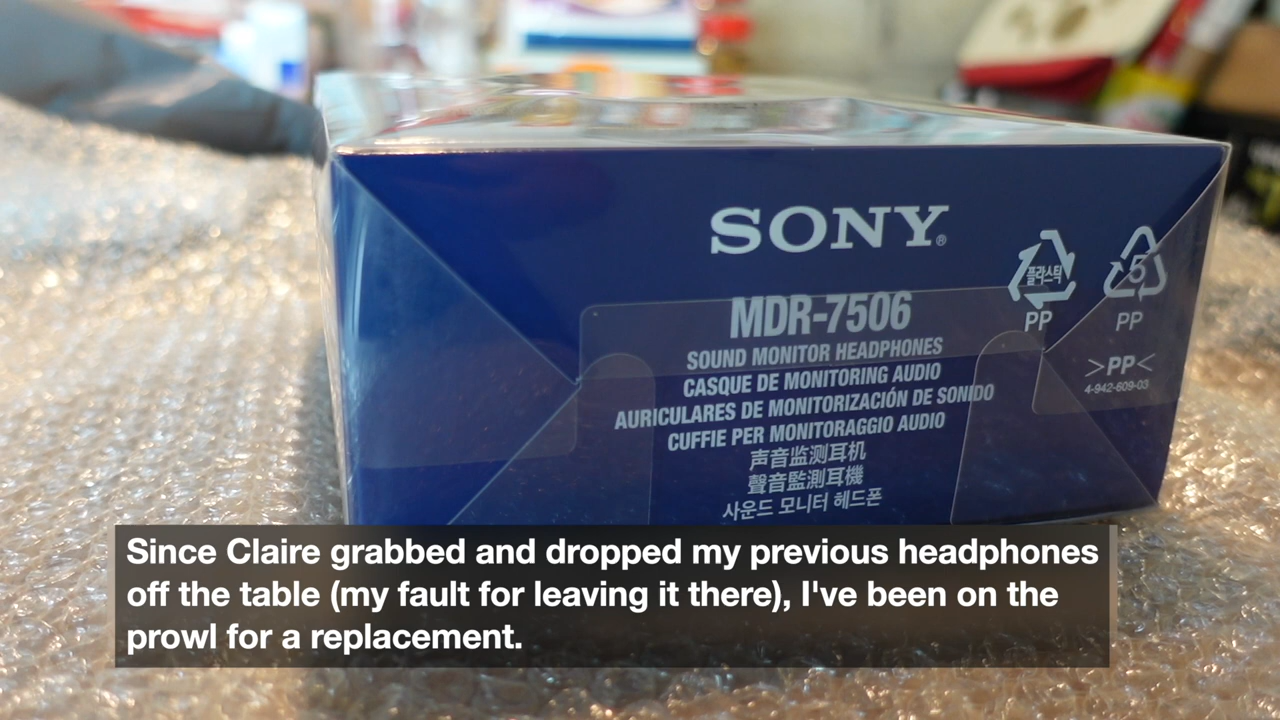 SONY®
MDR-7506
SOUND MONITOR HEADPHONES
CASQUE DE MONITORING AUDIO
AURICULARES DE MONITORIZACIÓN DE SONIDO
CUFFIE PER MONITORAGGIO AUDIO
声音监测耳机
聲音監測耳機
사운드 모니터 헤드폰
플라스틱
PP
5
PP
>PP<
4-942-609-03
Since Claire grabbed and dropped my previous headphones
off the table (my fault for leaving it there), I've been on the
prowl for a replacement.